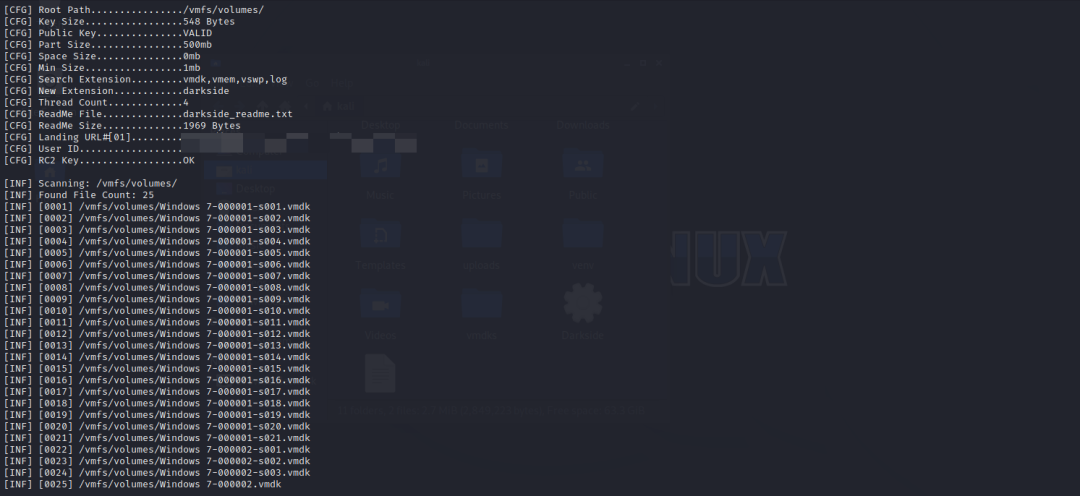 [CFG] Root Path................/vmfs/volumes/
[CFG] Key Size.................548 Bytes
[CFG] Public Key...............VALID
[CFG] Part Size................500mb
[CFG] Space Size...............0mb
[CFG] Min Size.................1mb
[CFG] Search Extension.........vmdk,vmem,vswp,log
[CFG] New Extension............darkside
[CFG] Thread Count.............4
[CFG] ReadMe File..............darkside_readme.txt
[CFG] ReadMe Size..............1969 Bytes
[CFG] Landing URL#[01].........
[CFG] User ID..................
[CFG] RC2 Key..................OK
[INF] Scanning: /vmfs/volumes/
[INF] Found File Count: 25
[INF] [0001] /vmfs/volumes/Windows 7-000001-s001.vmdk
[INF] [0002] /vmfs/volumes/Windows 7-000001-s002.vmdk
[INF] [0003] /vmfs/volumes/Windows 7-000001-s003.vmdk
[INF] [0004] /vmfs/volumes/Windows 7-000001-s004.vmdk
[INF] [0005] /vmfs/volumes/Windows 7-000001-s005.vmdk
[INF] [0006] /vmfs/volumes/Windows 7-000001-s006.vmdk
[INF] [0007] /vmfs/volumes/Windows 7-000001-s007.vmdk
[INF] [0008] /vmfs/volumes/Windows 7-000001-s008.vmdk
[INF] [0009] /vmfs/volumes/Windows 7-000001-s009.vmdk
[INF] [0010] /vmfs/volumes/Windows 7-000001-s010.vmdk
[INF] [0011] /vmfs/volumes/Windows 7-000001-s011.vmdk
[INF] [0012] /vmfs/volumes/Windows 7-000001-s012.vmdk
[INF] [0013] /vmfs/volumes/Windows 7-000001-s013.vmdk
[INF] [0014] /vmfs/volumes/Windows 7-000001-s014.vmdk
[INF] [0015] /vmfs/volumes/Windows 7-000001-s015.vmdk
[INF] [0016] /vmfs/volumes/Windows 7-000001-s016.vmdk
[INF] [0017] /vmfs/volumes/Windows 7-000001-s017.vmdk
[INF] [0018] /vmfs/volumes/Windows 7-000001-s018.vmdk
[INF] [0019] /vmfs/volumes/Windows 7-000001-s019.vmdk
[INF] [0020] /vmfs/volumes/Windows 7-000001-s020.vmdk
[INF] [0021] /vmfs/volumes/Windows 7-000001-s021.vmdk
[INF] [0022] /vmfs/volumes/Windows 7-000002-s001.vmdk
[INF] [0023] /vmfs/volumes/Windows 7-000002-s002.vmdk
[INF] [0024] /vmfs/volumes/Windows 7-000002-s003.vmdk
[INF] [0025] /vmfs/volumes/Windows 7-000002.vmdk
Desktop
Documents
Downloads
Music
Pictures
Public
Templates
Videos
NUX